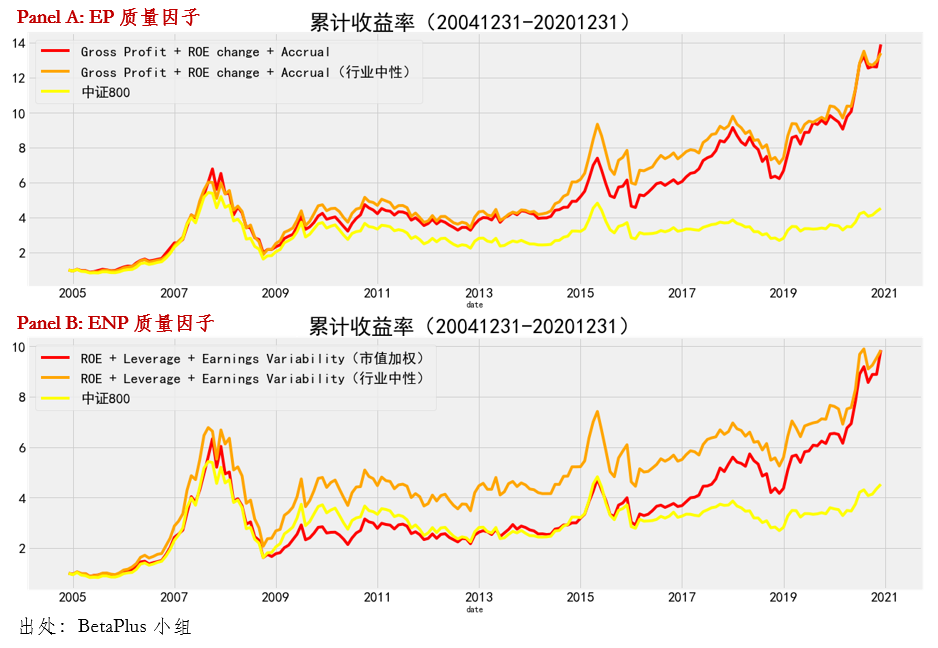 Panel A: EP 质量因子
累计收益率（20041231-20201231）
Gross Profit + ROE change + Accrual
Gross Profit + ROE change + Accrual（行业中性）
中证800
14
12
10
8
6
4
2
2005 2007 2009 2011 2013 2015 2017 2019 2021
date
Panel B: ENP 质量因子
累计收益率（20041231-20201231）
ROE + Leverage + Earnings Variability（市值加权）
ROE + Leverage + Earnings Variability（行业中性）
中证800
10
8
6
4
2
2005 2007 2009 2011 2013 2015 2017 2019 2021
date
出处：BetaPlus 小组